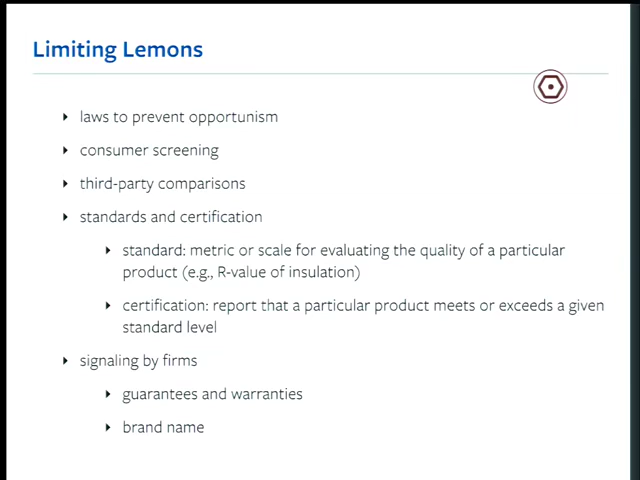 Limiting Lemons
laws to prevent opportunism
consumer screening
third-party comparisons
standards and certification
standard: metric or scale for evaluating the quality of a particular
product (e.g., R-value of insulation)
certification: report that a particular product meets or exceeds a given
standard level
signaling by firms
guarantees and warranties
brand name